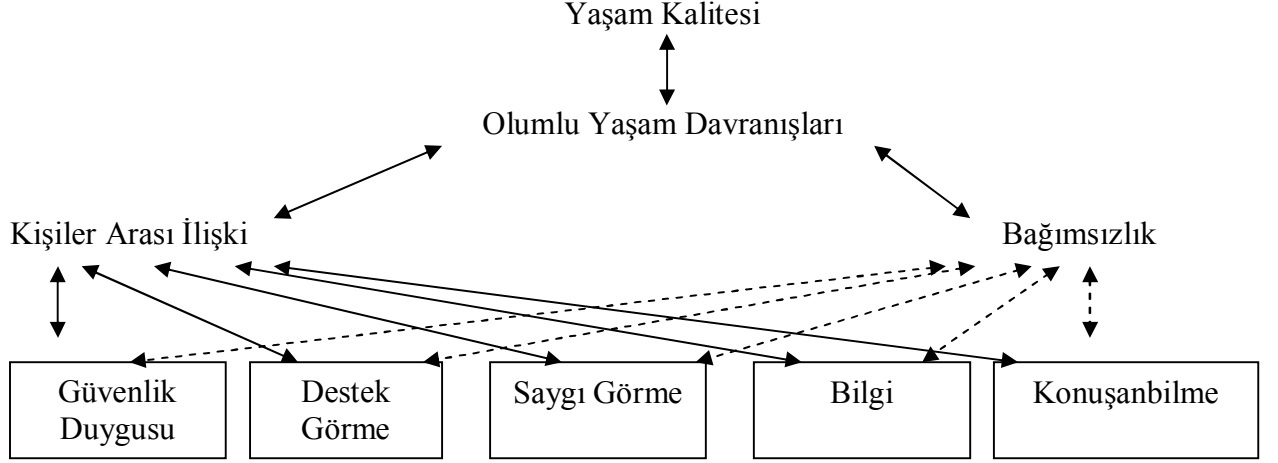 Yaşam Kalitesi
Olumlu Yaşam Davranışları
Kişiler Arası İlişki
Bağımsızlık
Güvenlik
Duygusu
Destek
Görme
Saygı Görme
Bilgi
Konuşanbilme